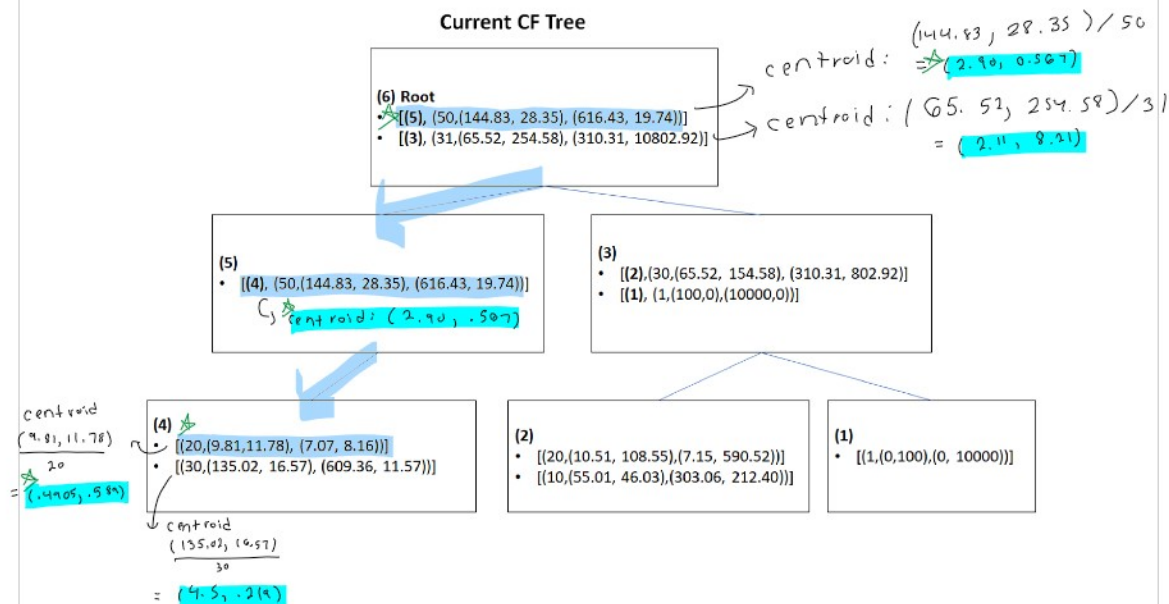 Current CF Tree
(6) Root
[(5), (50,(144.83, 28.35), (616.43, 19.74))]
[(3), (31,(65.52, 254.58), (310.31, 10802.92)]
centroid: (144.83, 28.35)/50
= (2.90, 0.567)
centroid: (65.52, 254.58)/31
= (2.11, 8.21)
(5)
[(4), (50,(144.83, 28.35), (616.43, 19.74))]
centroid: (2.90, .567)
(3)
[(2),(30,(65.52, 154.58), (310.31, 802.92)]
[(1), (1,(100,0),(10000,0))]
(4)
[(20,(9.81,11.78), (7.07, 8.16))]
[(30,(135.02, 16.57), (609.36, 11.57))]
centroid
(9.81, 11.78)
20
= (.4905, .589)
centroid
(135.02, 16.57)
30
= (4.5, .219)
(2)
[(20,(10.51, 108.55),(7.15, 590.52))]
[(10,(55.01, 46.03),(303.06, 212.40))]
(1)
[(1,(0,100),(0, 10000))]